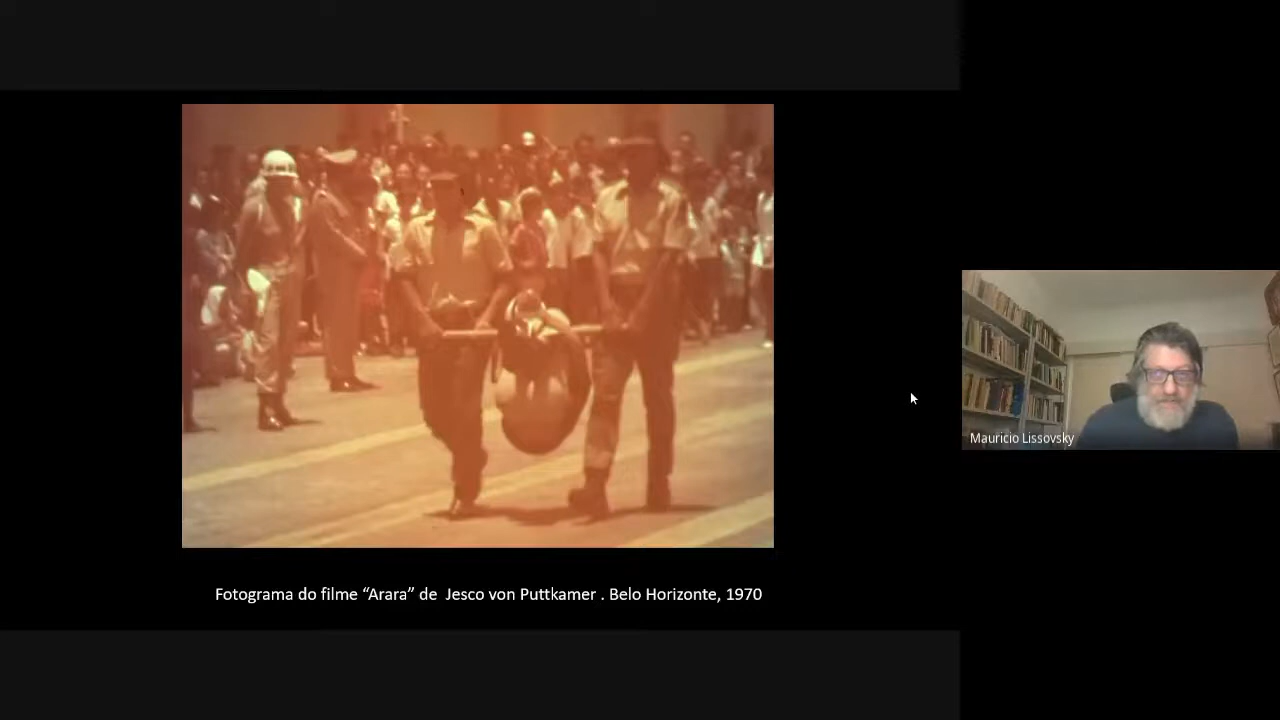 Fotograma do filme “Arara” de Jesco von Puttkamer . Belo Horizonte, 1970
Mauricio Lissovsky